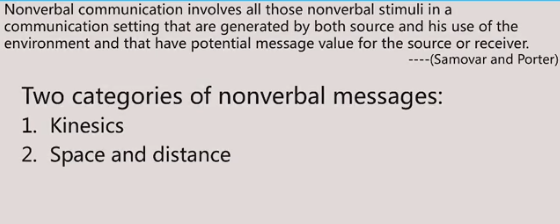 Nonverbal communication involves all those nonverbal stimuli in a
communication setting that are generated by both source and his use of the
environment and that have potential message value for the source or receiver.
----(Samovar and Porter)
Two categories of nonverbal messages:
1. Kinesics
2. Space and distance